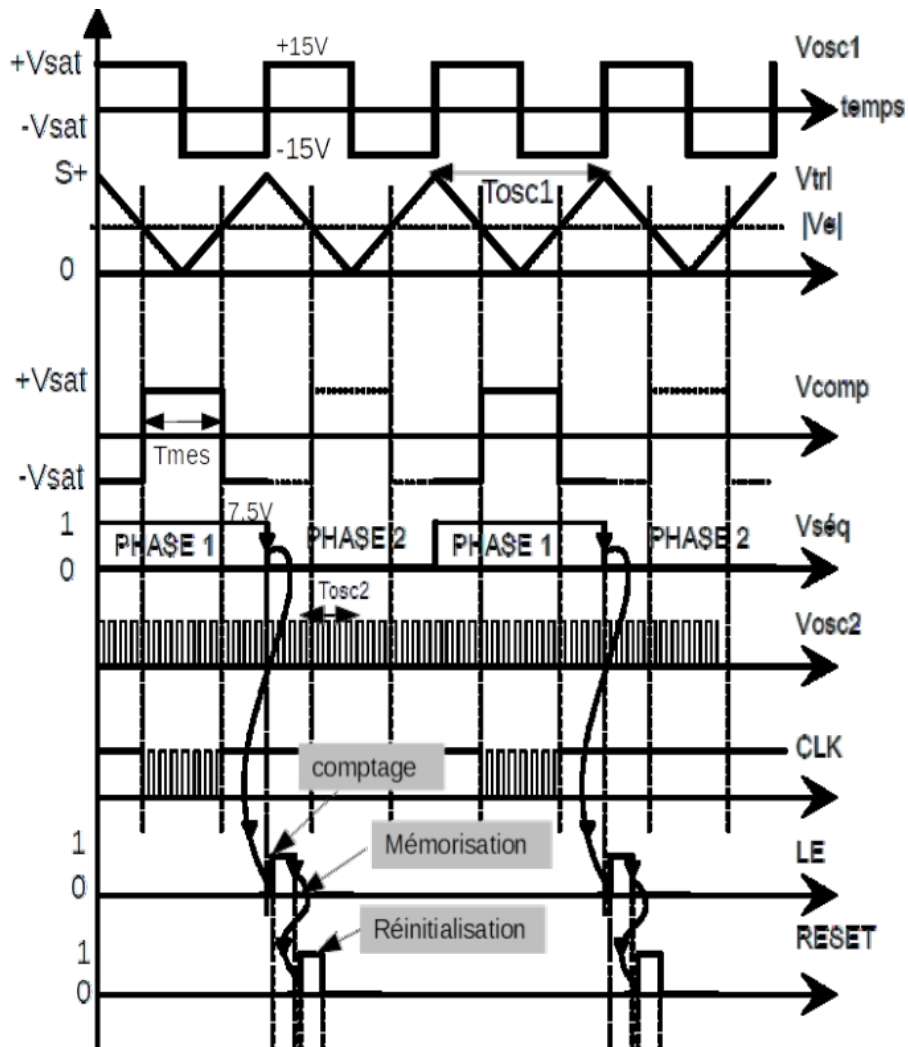 +Vsat
+15V
Vosc1
temps
-Vsat
-15V
S+
Tosc1
Vtrl
|Ve|
0
+Vsat
Vcomp
Tmes
-Vsat
7.5V
1
PHASE 1
PHASE 2
PHASE 1
PHASE 2
Vséq
0
Tosc2
Vosc2
CLK
comptage
1
Mémorisation
LE
0
Réinitialisation
RESET
1
0